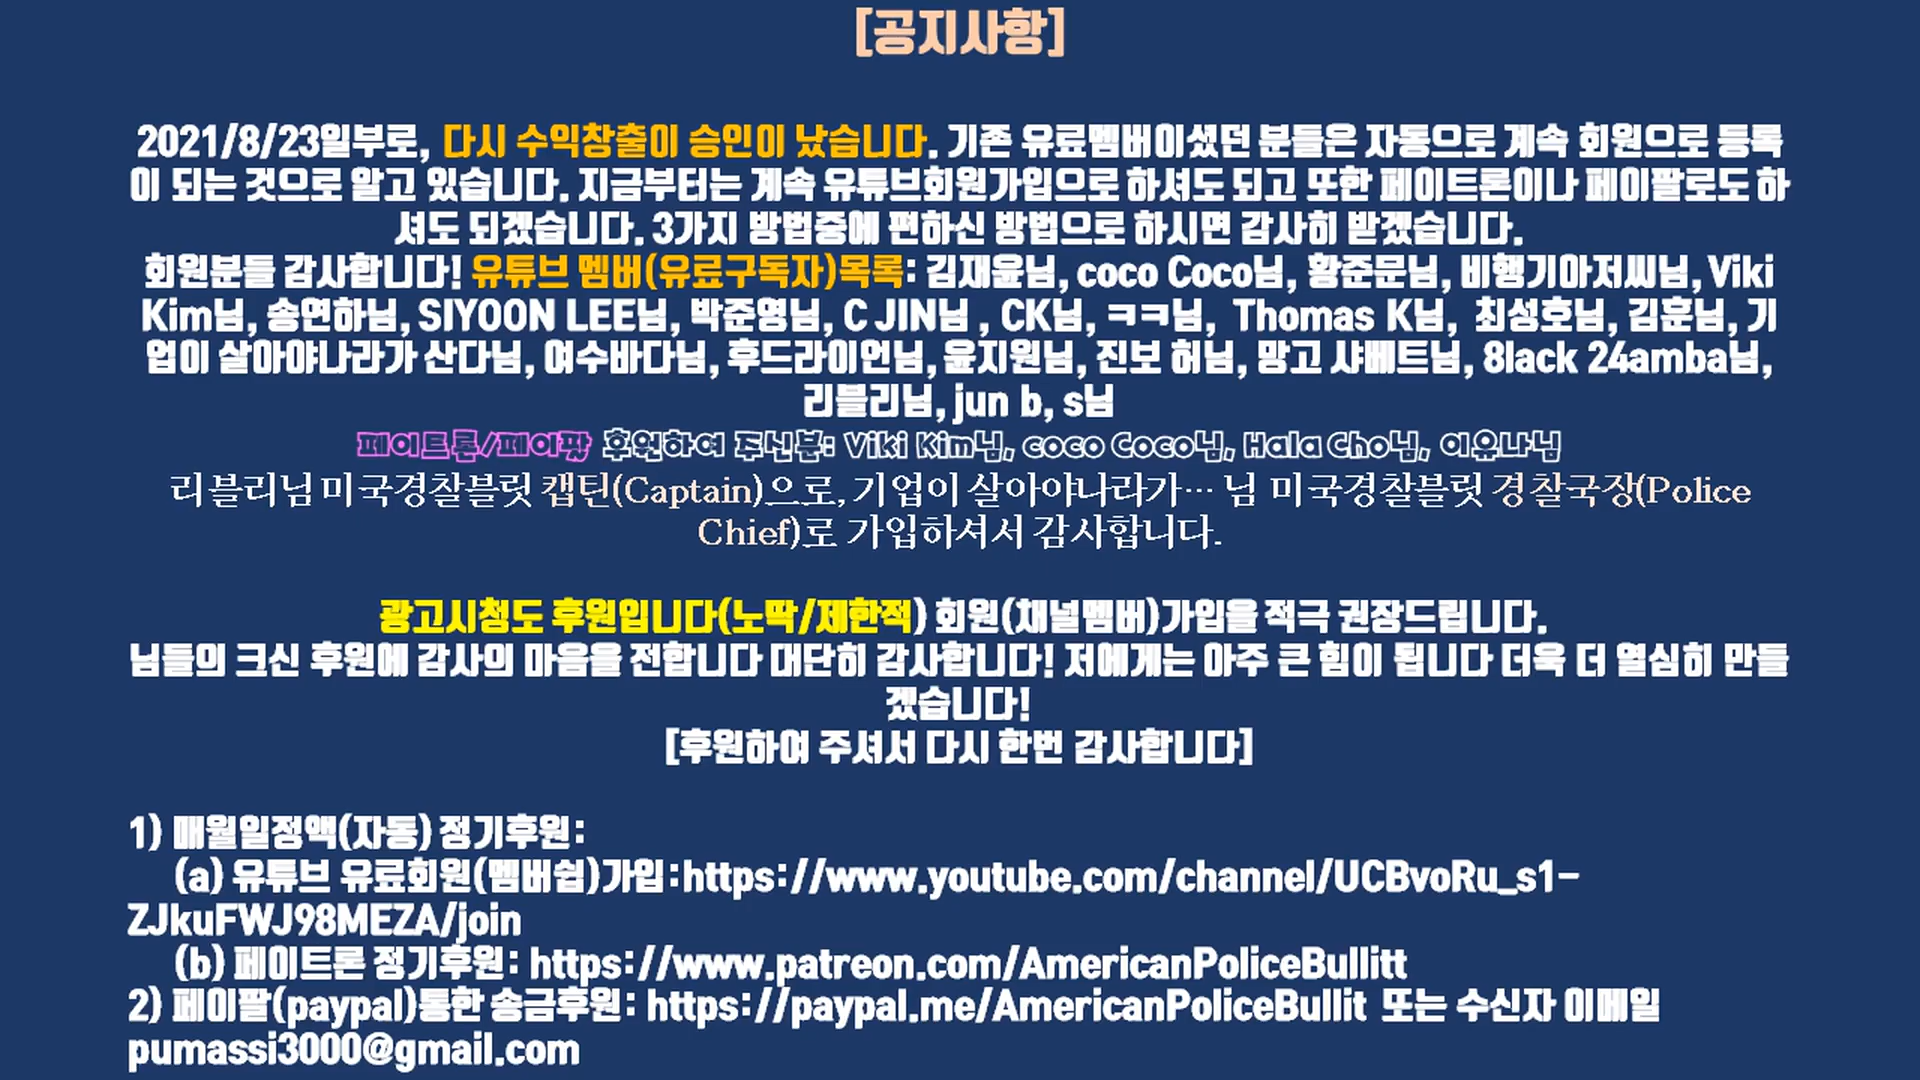 [공지사항]
2021/8/23일부로, 다시 수익창출이 승인이 났습니다. 기존 유료멤버이셨던 분들은 자동으로 계속 회원으로 등록
이 되는 것으로 알고 있습니다. 지금부터는 계속 유튜브회원가입으로 하셔도 되고 또한 페이트론이나 페이팔로도 하
셔도 되겠습니다. 3가지 방법중에 편하신 방법으로 하시면 감사히 받겠습니다.
회원분들 감사합니다! 유튜브 멤버(유료구독자)목록: 김재윤님, coco Coco님, 황준문님, 비행기아저씨님, Viki
Kim님, 송연하님, SIYOON LEE님, 박준영님, C JIN님 , CK님, ㅋㅋ님, Thomas K님, 최성호님, 김훈님, 기
업이 살아야나라가 산다님, 여수바다님, 후드라이언님, 윤지원님, 진보 허님, 망고 샤베트님, 8lack 24amba님,
리블리님, jun b, s님
페이트론/페이팟 후원하여 주신분: Viki Kim님, coco Coco님, Hala Cho님, 이유나님
리블리님 미국경찰블릿 캡틴(Captain)으로, 기업이 살아야나라가… 님 미국경찰블릿 경찰국장(Police
Chief)로 가입하셔서 감사합니다.
광고시청도 후원입니다(노딱/제한적) 회원(채널멤버)가입을 적극 권장드립니다.
님들의 크신 후원에 감사의 마음을 전합니다 대단히 감사합니다! 저에게는 아주 큰 힘이 됩니다 더욱 더 열심히 만들
겠습니다!
[후원하여 주셔서 다시 한번 감사합니다]
1) 매월일정액(자동) 정기후원:
(a) 유튜브 유료회원(멤버쉽)가입:https://www.youtube.com/channel/UCBvoRu_s1-
ZJkuFWJ98MEZA/join
(b) 페이트론 정기후원: https://www.patreon.com/AmericanPoliceBullitt
2) 페이팔(paypal)통한 송금후원: https://paypal.me/AmericanPoliceBullit 또는 수신자 이메일
pumassi3000@gmail.com